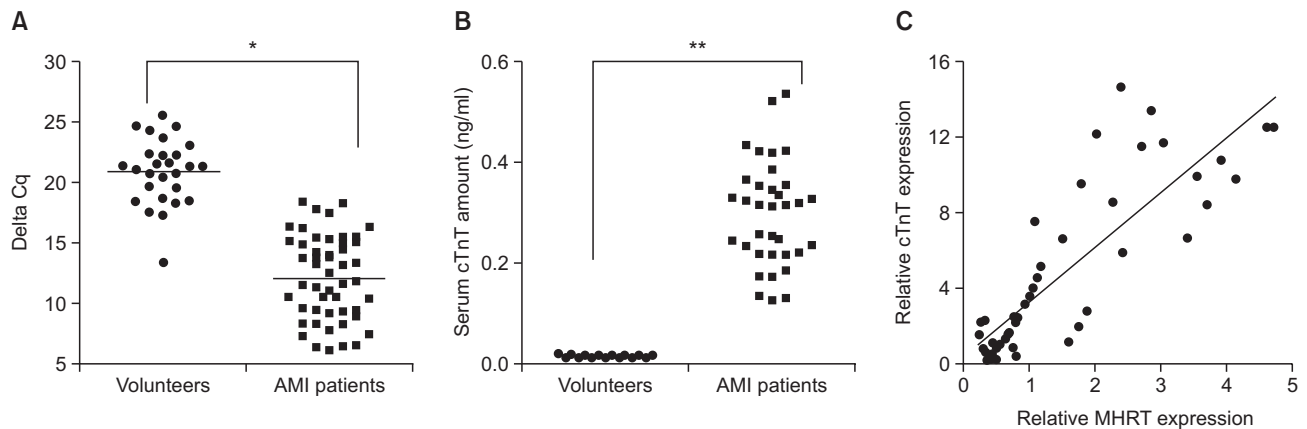 A
*
30
25
20
15
10
5
Delta Cq
Volunteers
AMI patients
B
**
0.6
0.4
0.2
0.0
Serum cTnT amount (ng/ml)
Volunteers
AMI patients
C
16
12
8
4
0
Relative cTnT expression
0 1 2 3 4 5
Relative MHRT expression